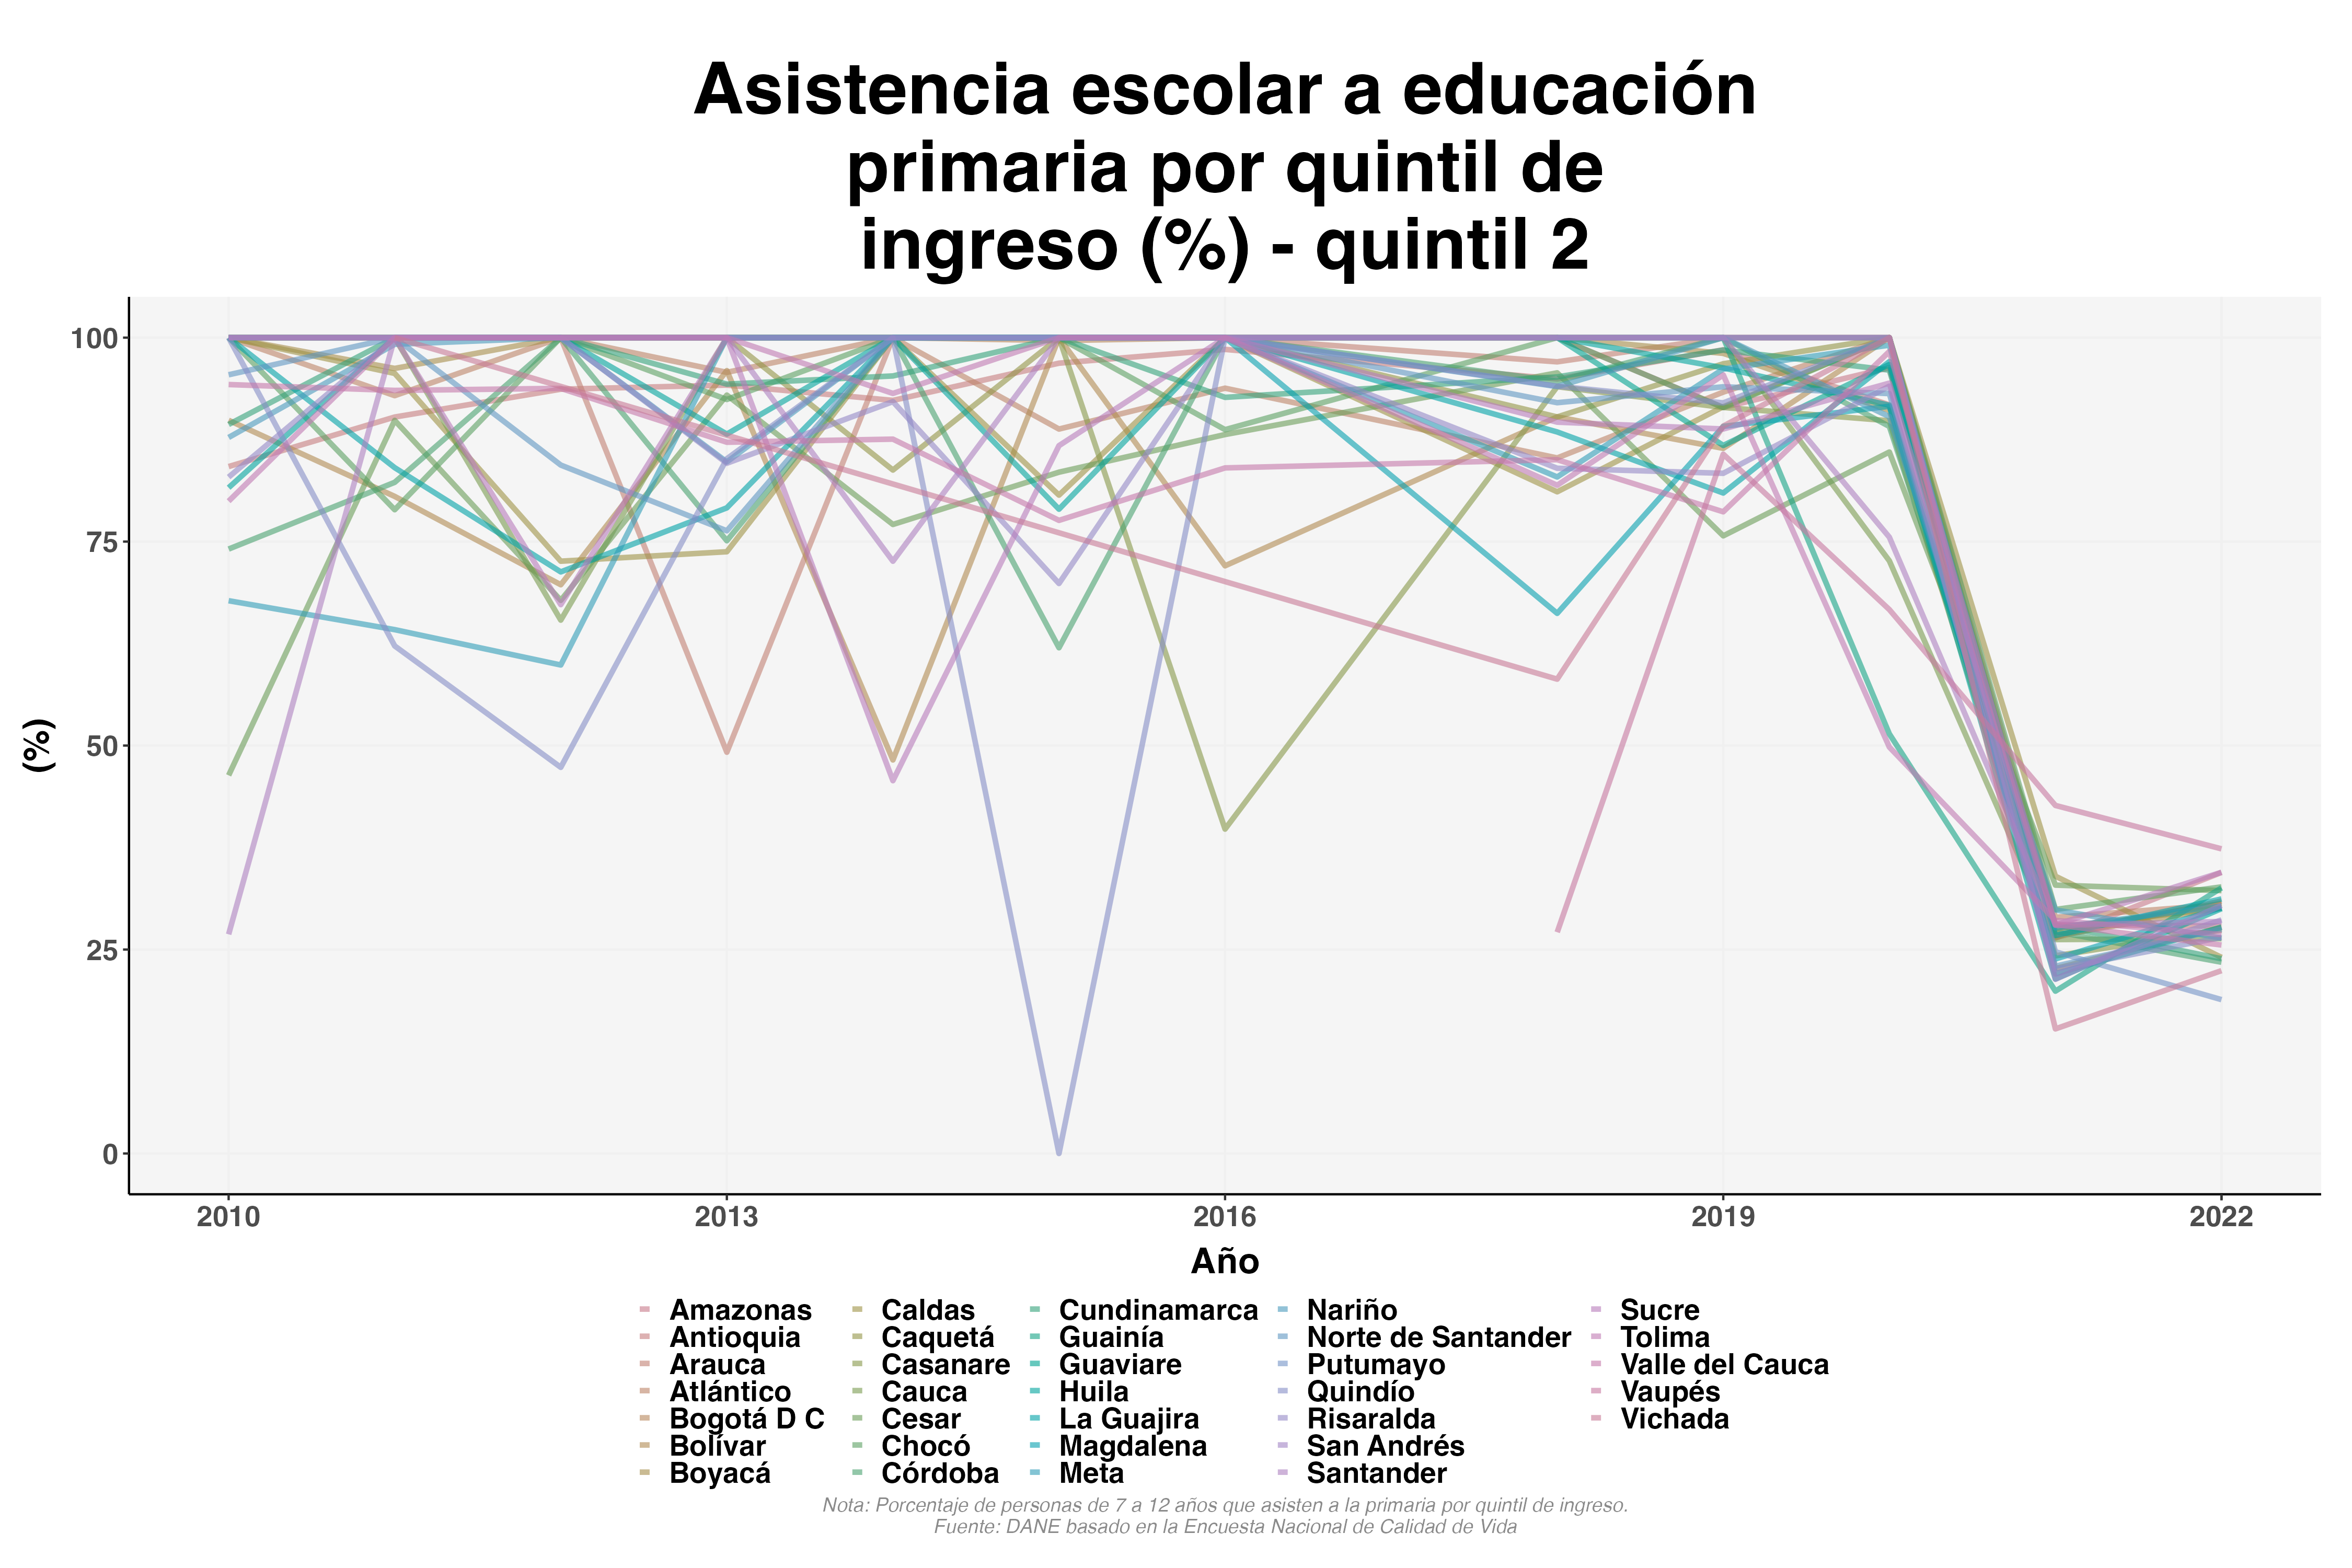 Asistencia escolar a educación
primaria por quintil de
ingreso (%) - quintil 2
(%)
100
75
50
25
0
2010 2013 2016 2019 2022
Año
Amazonas
Antioquia
Arauca
Atlántico
Bogotá D C
Bolívar
Boyacá
Caldas
Caquetá
Casanare
Cauca
Cesar
Chocó
Córdoba
Cundinamarca
Guainía
Guaviare
Huila
La Guajira
Magdalena
Meta
Nariño
Norte de Santander
Putumayo
Quindío
Risaralda
San Andrés
Santander
Sucre
Tolima
Valle del Cauca
Vaupés
Vichada
Nota: Porcentaje de personas de 7 a 12 años que asisten a la primaria por quintil de ingreso.
Fuente: DANE basado en la Encuesta Nacional de Calidad de Vida